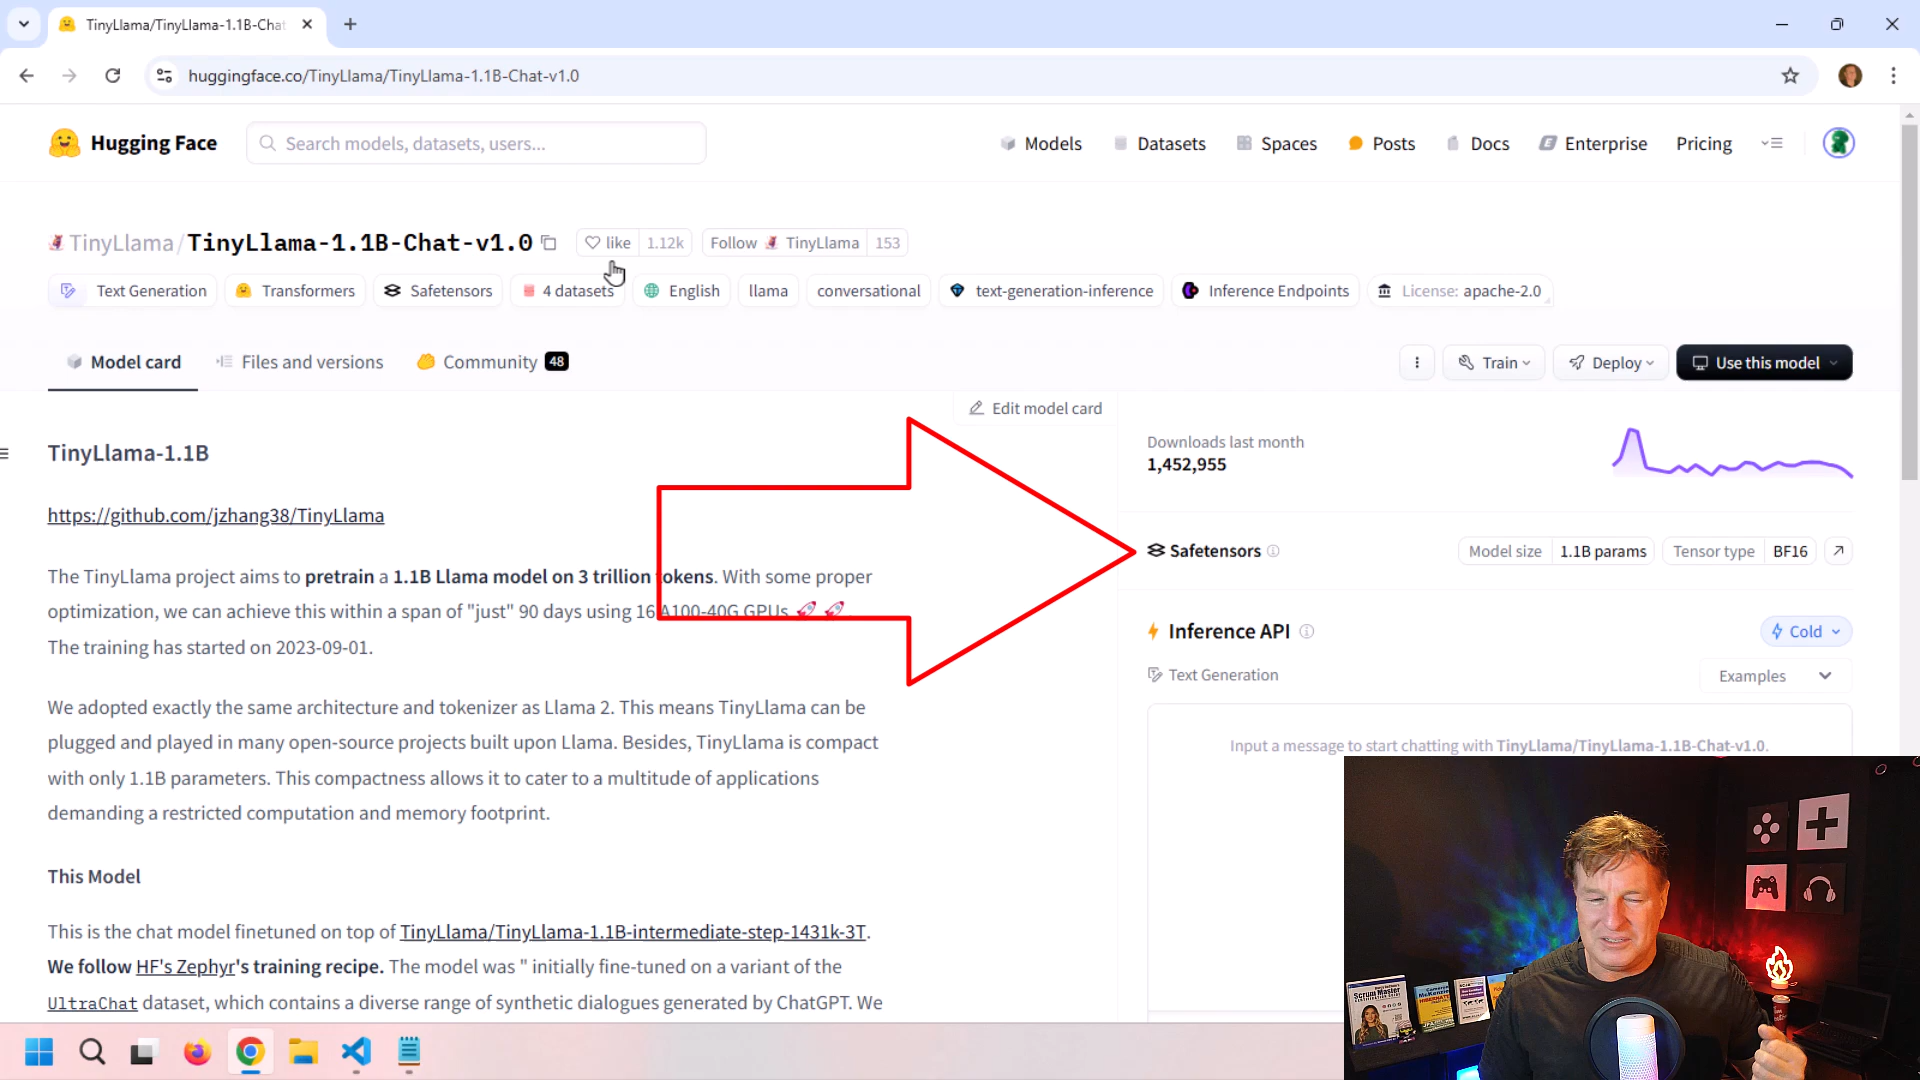 TinyLlama/TinyLlama-1.1B-Chat
huggingface.co/TinyLlama/TinyLlama-1.1B-Chat-v1.0
Hugging Face
Search models, datasets, users...
Models
Datasets
Spaces
Posts
Docs
Enterprise
Pricing
TinyLlama/TinyLlama-1.1B-Chat-v1.0
like 1.12k
Follow TinyLlama 153
Text Generation
Transformers
Safetensors
4 datasets
English
llama
conversational
text-generation-inference
Inference Endpoints
License: apache-2.0
Model card
Files and versions
Community 48
Train
Deploy
Use this model
Edit model card
TinyLlama-1.1B
https://github.com/jzhang38/TinyLlama
The TinyLlama project aims to pretrain a 1.1B Llama model on 3 trillion tokens. With some proper
optimization, we can achieve this within a span of "just" 90 days using 16 A100-40G GPUs 🚀🚀.
The training has started on 2023-09-01.
We adopted exactly the same architecture and tokenizer as Llama 2. This means TinyLlama can be
plugged and played in many open-source projects built upon Llama. Besides, TinyLlama is compact
with only 1.1B parameters. This compactness allows it to cater to a multitude of applications
demanding a restricted computation and memory footprint.
This Model
This is the chat model finetuned on top of TinyLlama/TinyLlama-1.1B-intermediate-step-1431k-3T.
We follow HF's Zephyr's training recipe. The model was " initially fine-tuned on a variant of the
UltraChat dataset, which contains a diverse range of synthetic dialogues generated by ChatGPT. We
Downloads last month
1,452,955
Safetensors
Model size 1.1B params
Tensor type BF16
Inference API
Cold
Text Generation
Examples
Input a message to start chatting with TinyLlama/TinyLlama-1.1B-Chat-v1.0.
Scrum Master